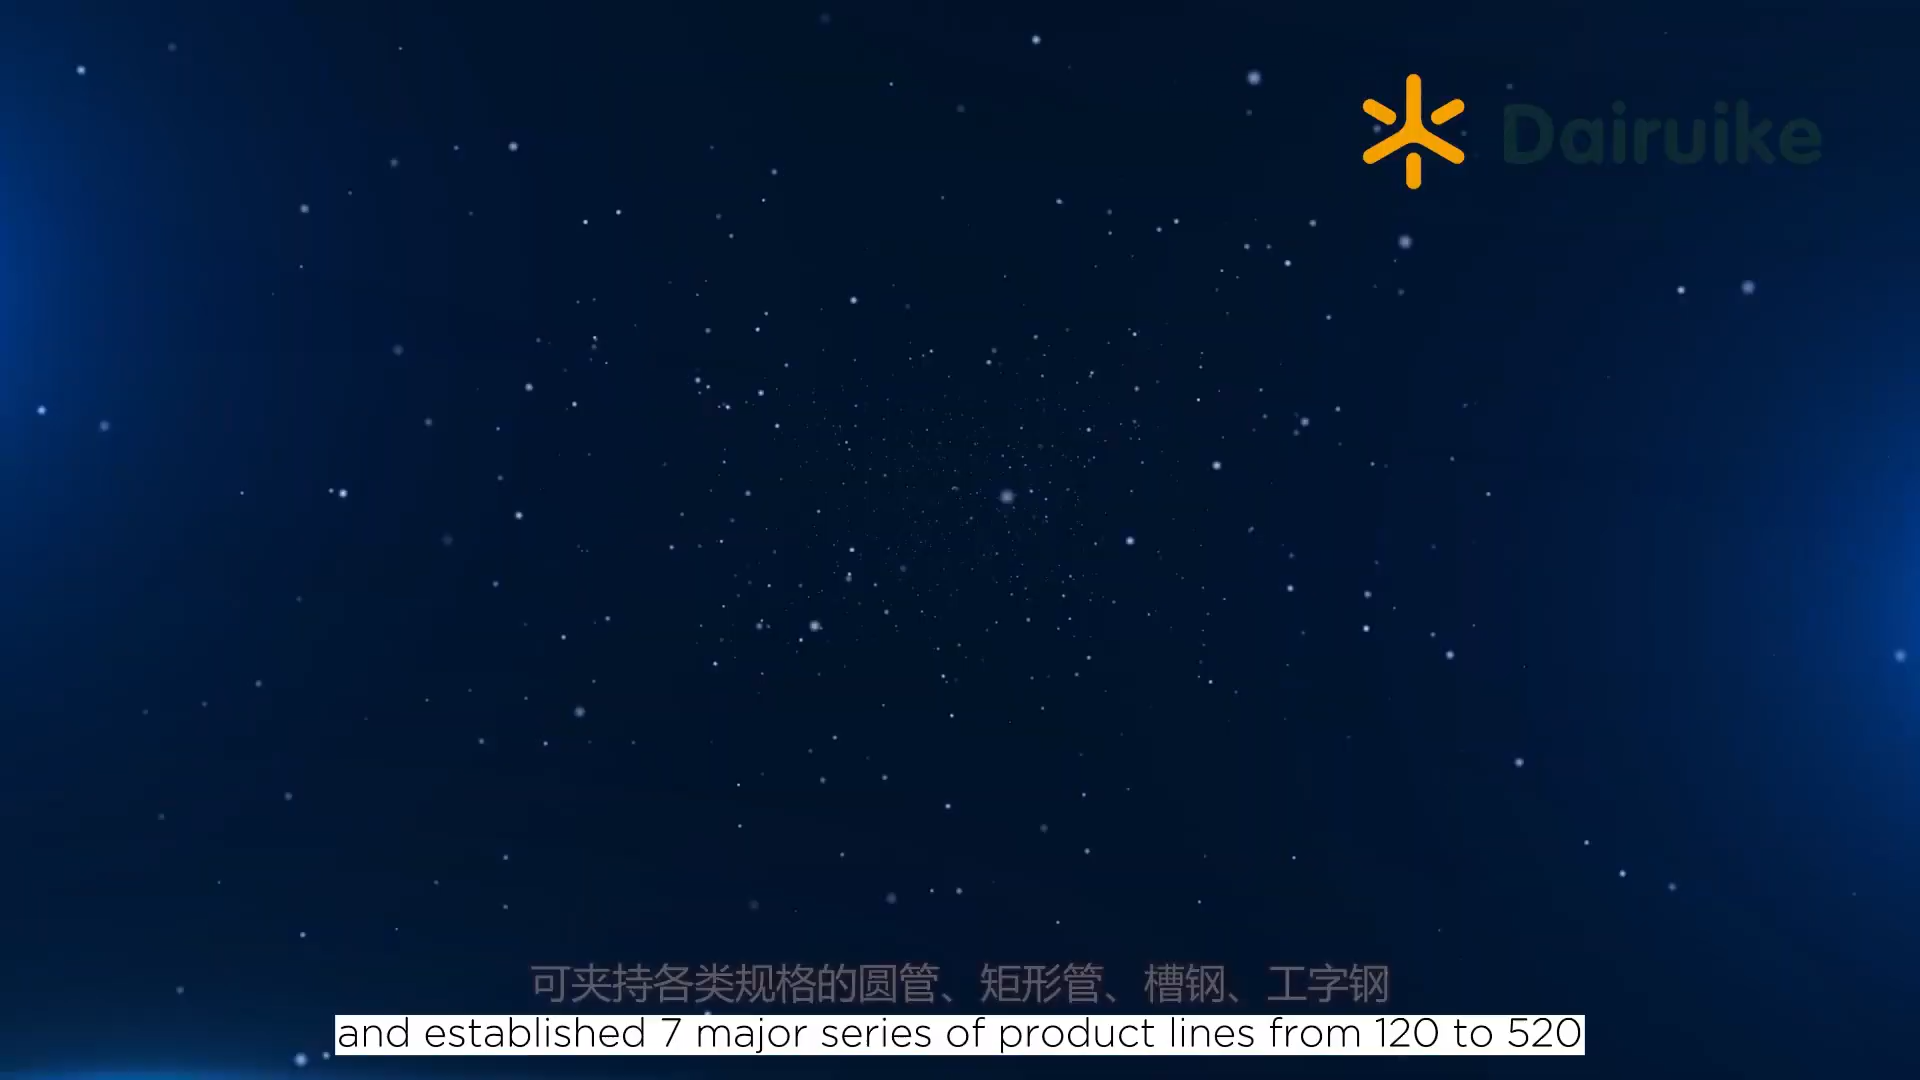 Dairuike
可夹持各类规格的圆管、矩形管、槽钢、工字钢
and established 7 major series of product lines from 120 to 520